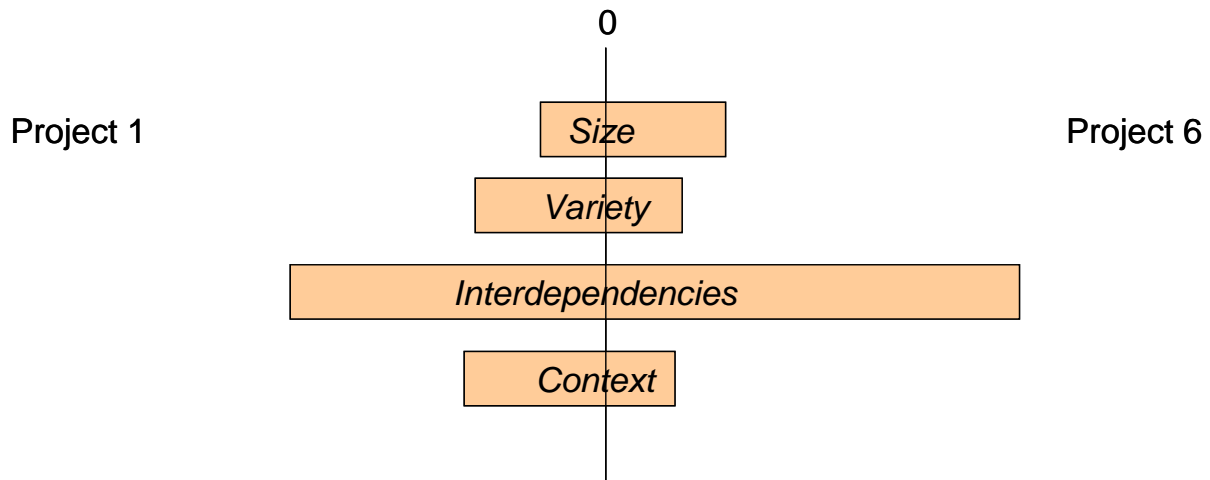 0
Project 1
Size
Project 6
Variety
Interdependencies
Context